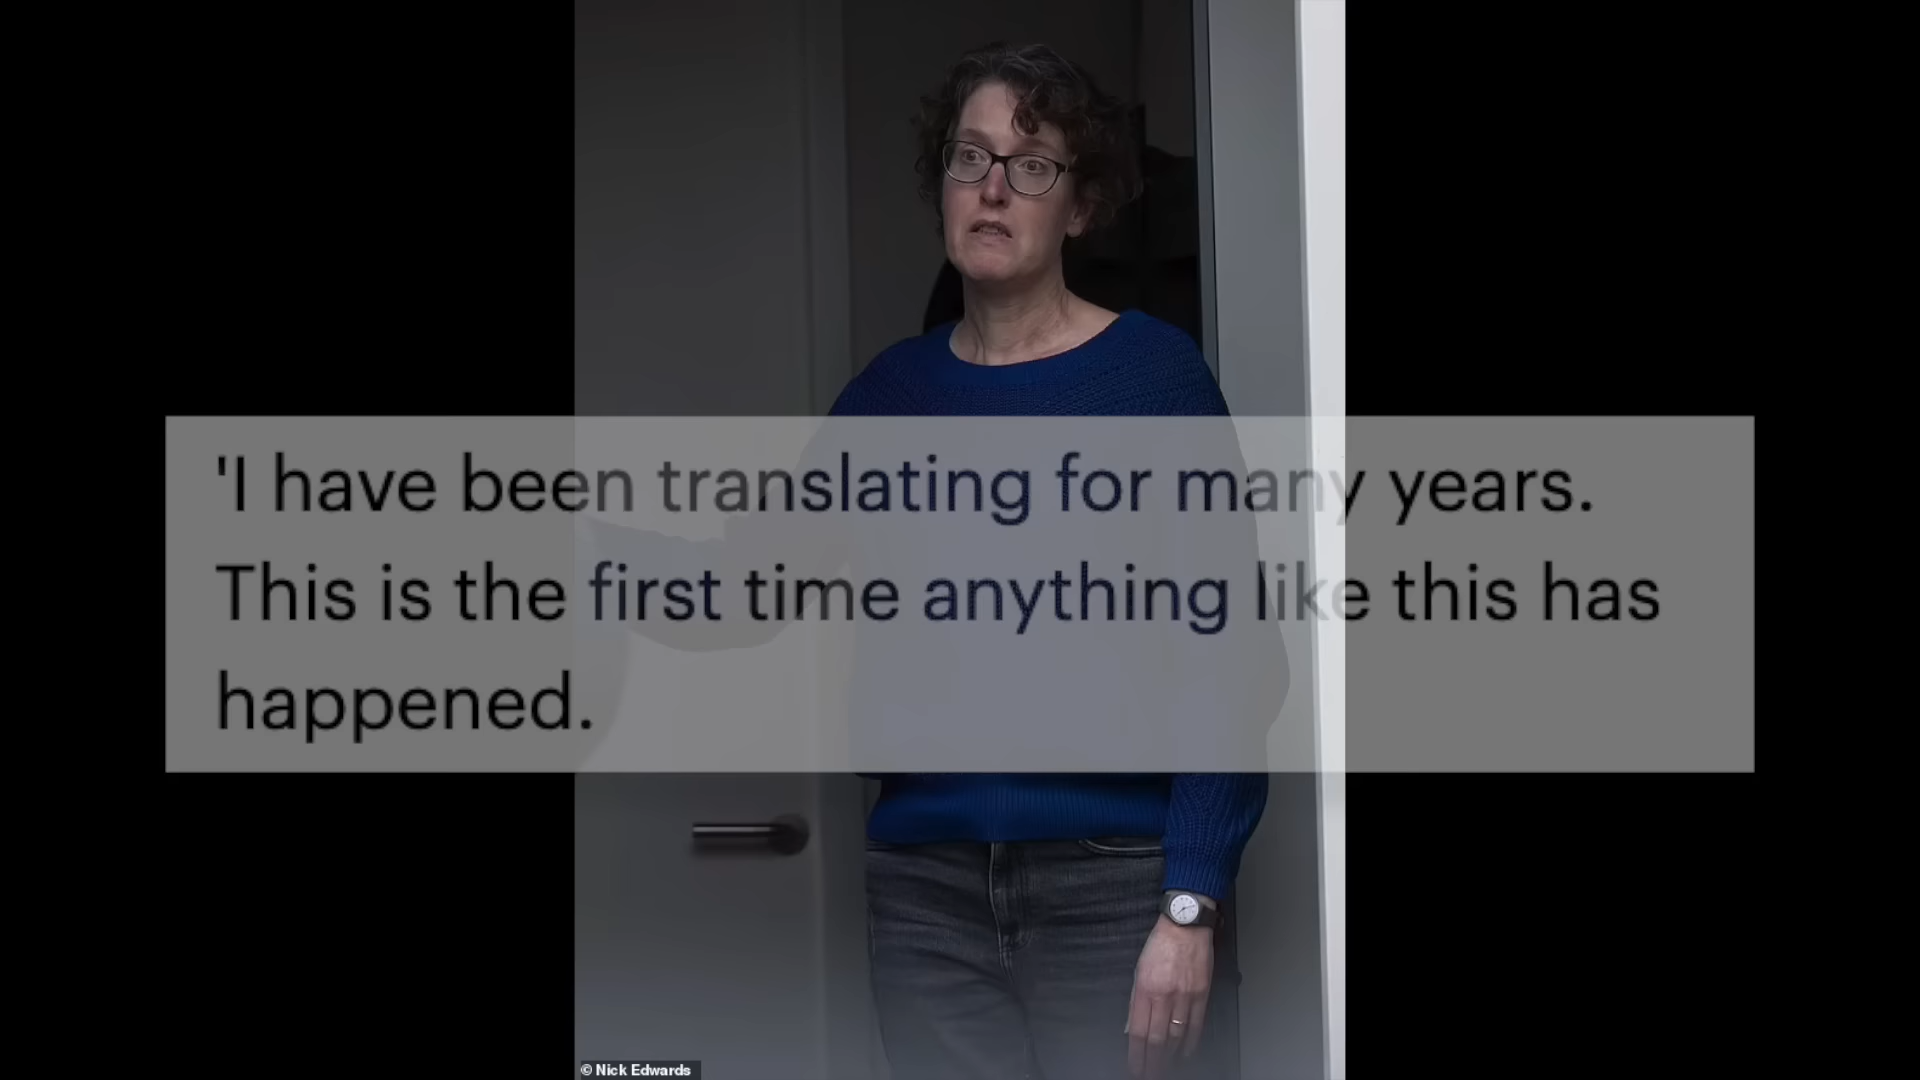 'I have been translating for many years.
This is the first time anything like this has
happened.
© Nick Edwards